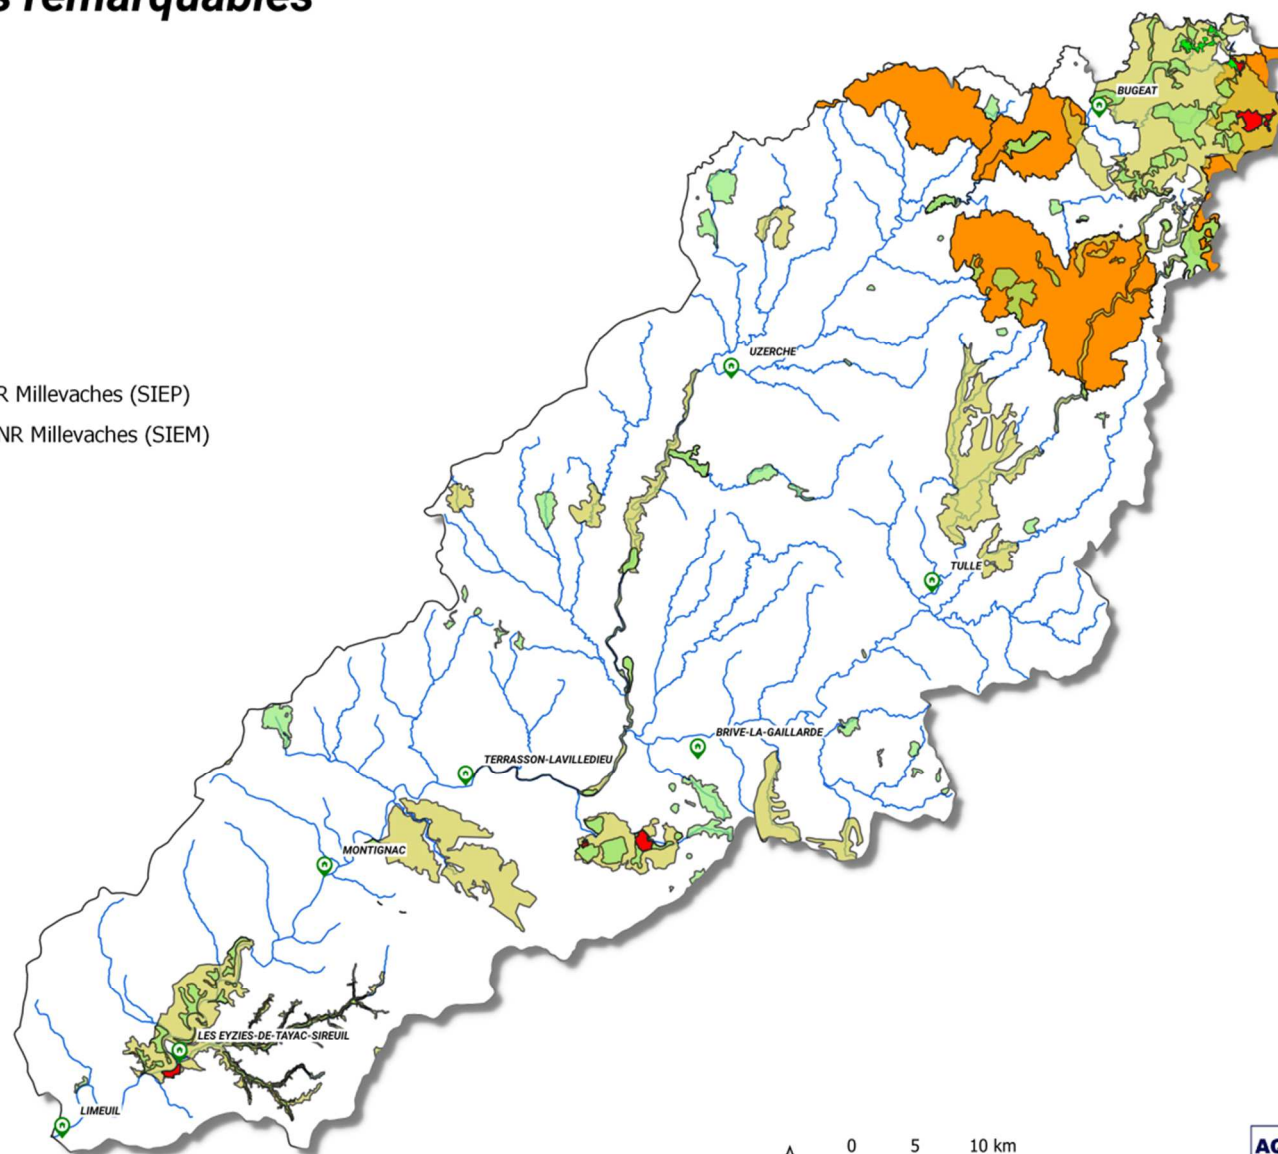 s remarquables
BUGEAT
UZERCHE
R Millevaches (SIEP)
NR Millevaches (SIEM)
TULLE
BRIVE-LA-GAILLARDE
TERRASSON-LAVILLEDIEU
MONTIGNAC
LES EYZIES-DE-TAYAC-SIREUIL
LIMEUIL
0 5 10 km